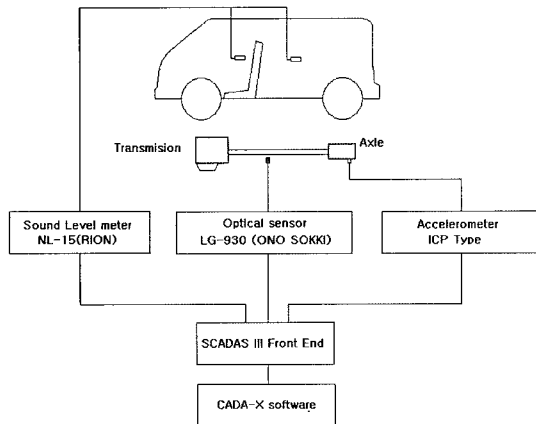 Transmision
Axle
Sound Level meter
NL-15(RION)
Optical sensor
LG-930 (ONO SOKKI)
Accelerometer
ICP Type
SCADAS III Front End
CADA-X software